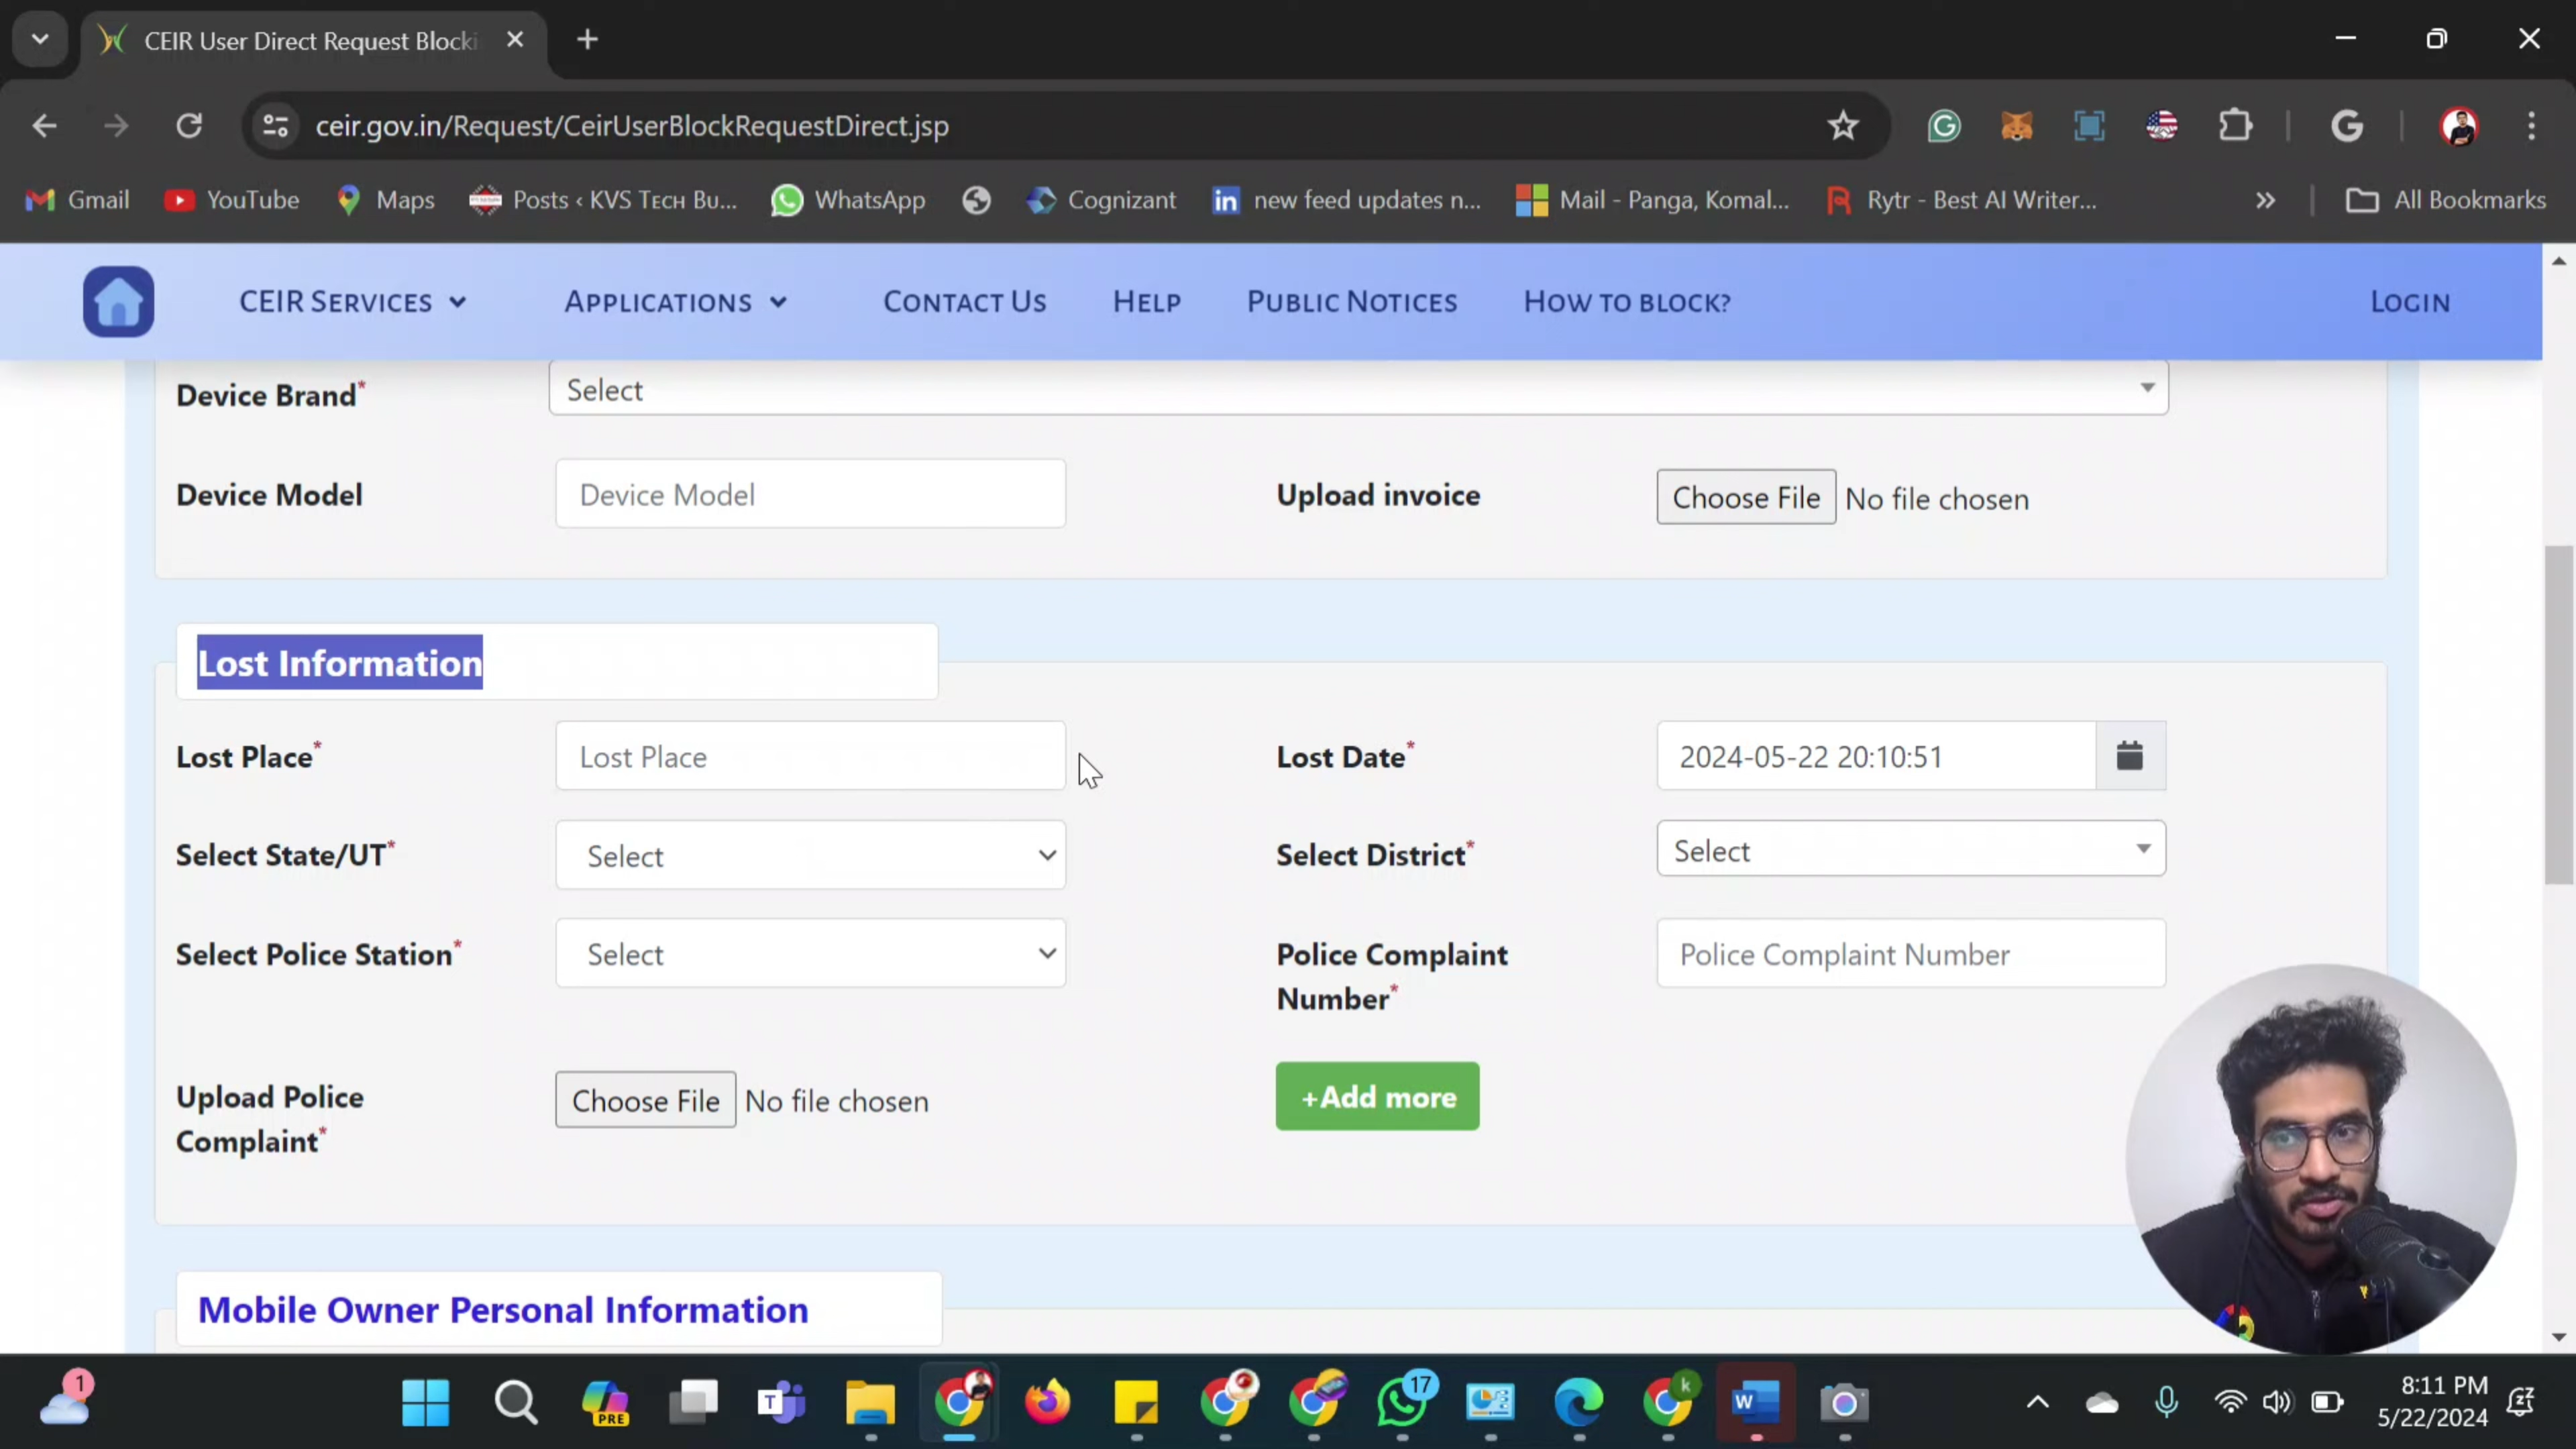 CEIR User Direct Request Blocki
ceir.gov.in/Request/CeirUserBlockRequestDirect.jsp
Gmail YouTube Maps Posts ‹ KVS Tech Bu... WhatsApp Cognizant new feed updates n... Mail - Panga, Komal... Rytr - Best AI Writer... » All Bookmarks
CEIR Services Applications Contact Us Help Public Notices How to block? Login
Device Brand* Select
Device Model Device Model Upload invoice Choose File No file chosen
Lost Information
Lost Place* Lost Place Lost Date* 2024-05-22 20:10:51
Select State/UT* Select Select District* Select
Select Police Station* Select Police Complaint Number* Police Complaint Number
Upload Police Complaint* Choose File No file chosen +Add more
Mobile Owner Personal Information
1 PRE T 17 k W 8:11 PM
5/22/2024